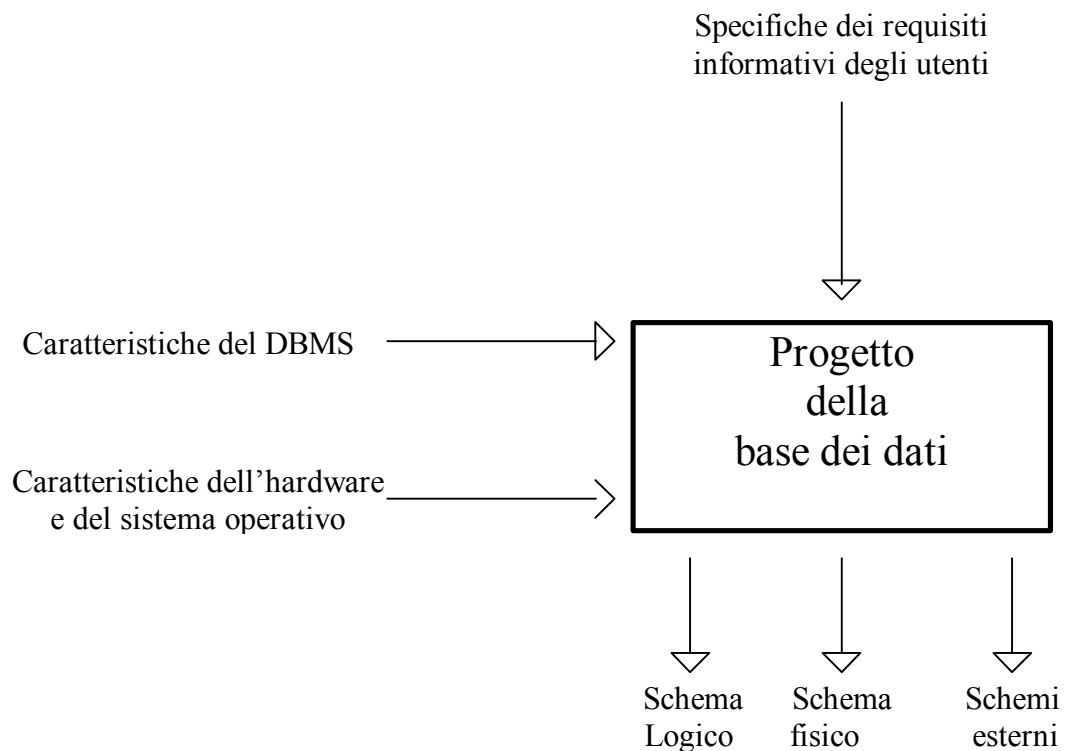 Specifiche dei requisiti
informativi degli utenti
Caratteristiche del DBMS
Progetto
della
base dei dati
Caratteristiche dell’hardware
e del sistema operativo
Schema
Logico
Schema
fisico
Schemi
esterni